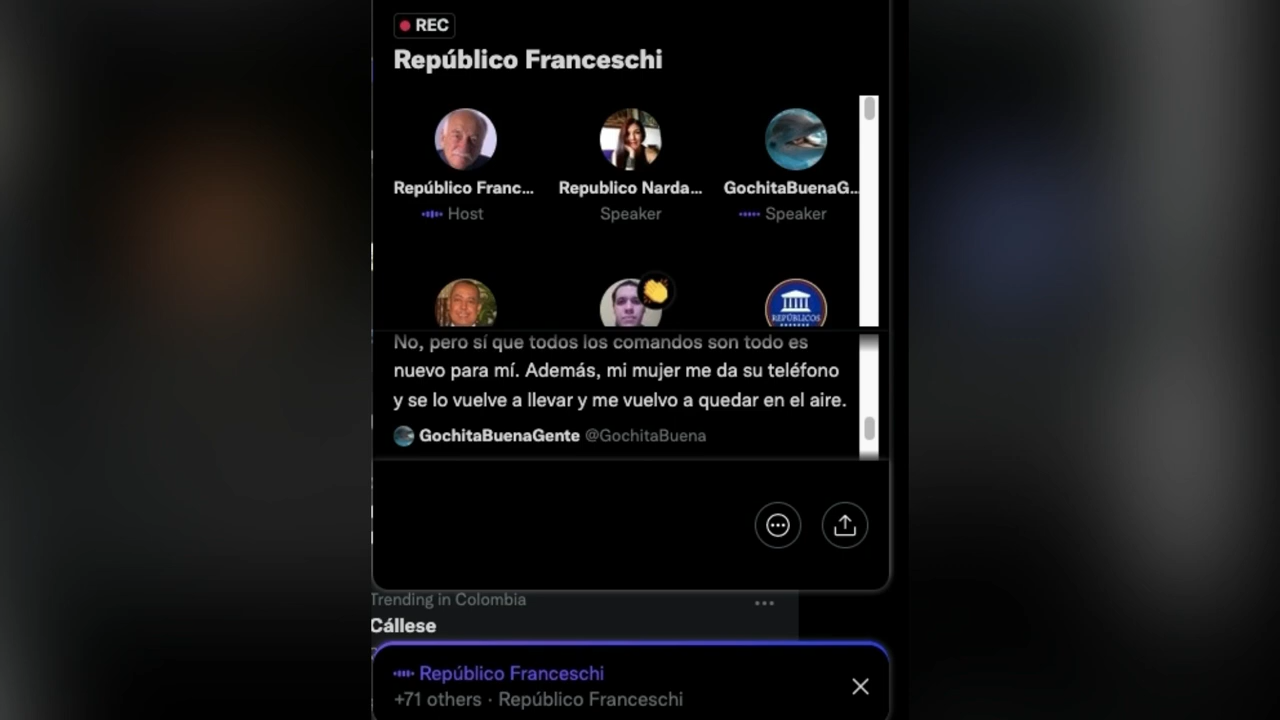 REC
Repúblico Franceschi
Repúblico Franc...
Republico Narda...
GochitaBuenaG...
Host
Speaker
Speaker
REPÚBLICOS
No, pero sí que todos los comandos son todo es
nuevo para mí. Además, mi mujer me da su teléfono
y se lo vuelve a llevar y me vuelvo a quedar en el aire.
GochitaBuenaGente @GochitaBuena
Trending in Colombia
Cállese
Repúblico Franceschi
+71 others · Repúblico Franceschi